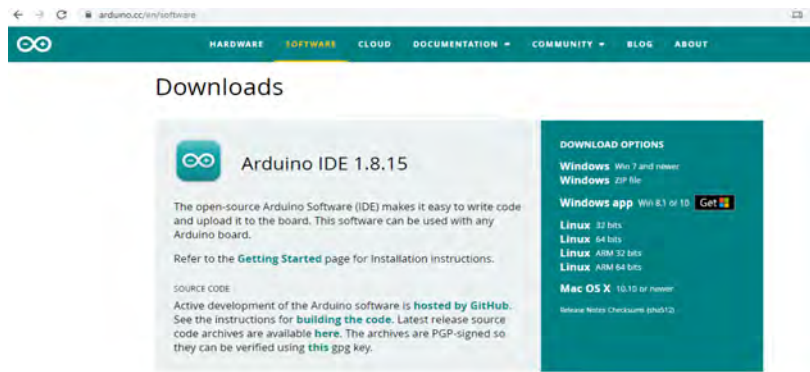 arduino.cc/en/software
HARDWARE SOFTWARE CLOUD DOCUMENTATION COMMUNITY BLOG ABOUT
Downloads
Arduino IDE 1.8.15
The open-source Arduino Software (IDE) makes it easy to write code
and upload it to the board. This software can be used with any
Arduino board.
Refer to the Getting Started page for Installation instructions.
SOURCE CODE
Active development of the Arduino software is hosted by GitHub.
See the instructions for building the code. Latest release source
code archives are available here. The archives are PGP-signed so
they can be verified using this gpg key.
DOWNLOAD OPTIONS
Windows Win 7 and newer
Windows ZIP file
Windows app Win 8.1 or 10 Get
Linux 32 bits
Linux 64 bits
Linux ARM 32 bits
Linux ARM 64 bits
Mac OS X 10.10 or newer
Release Notes Checksums (sha512)